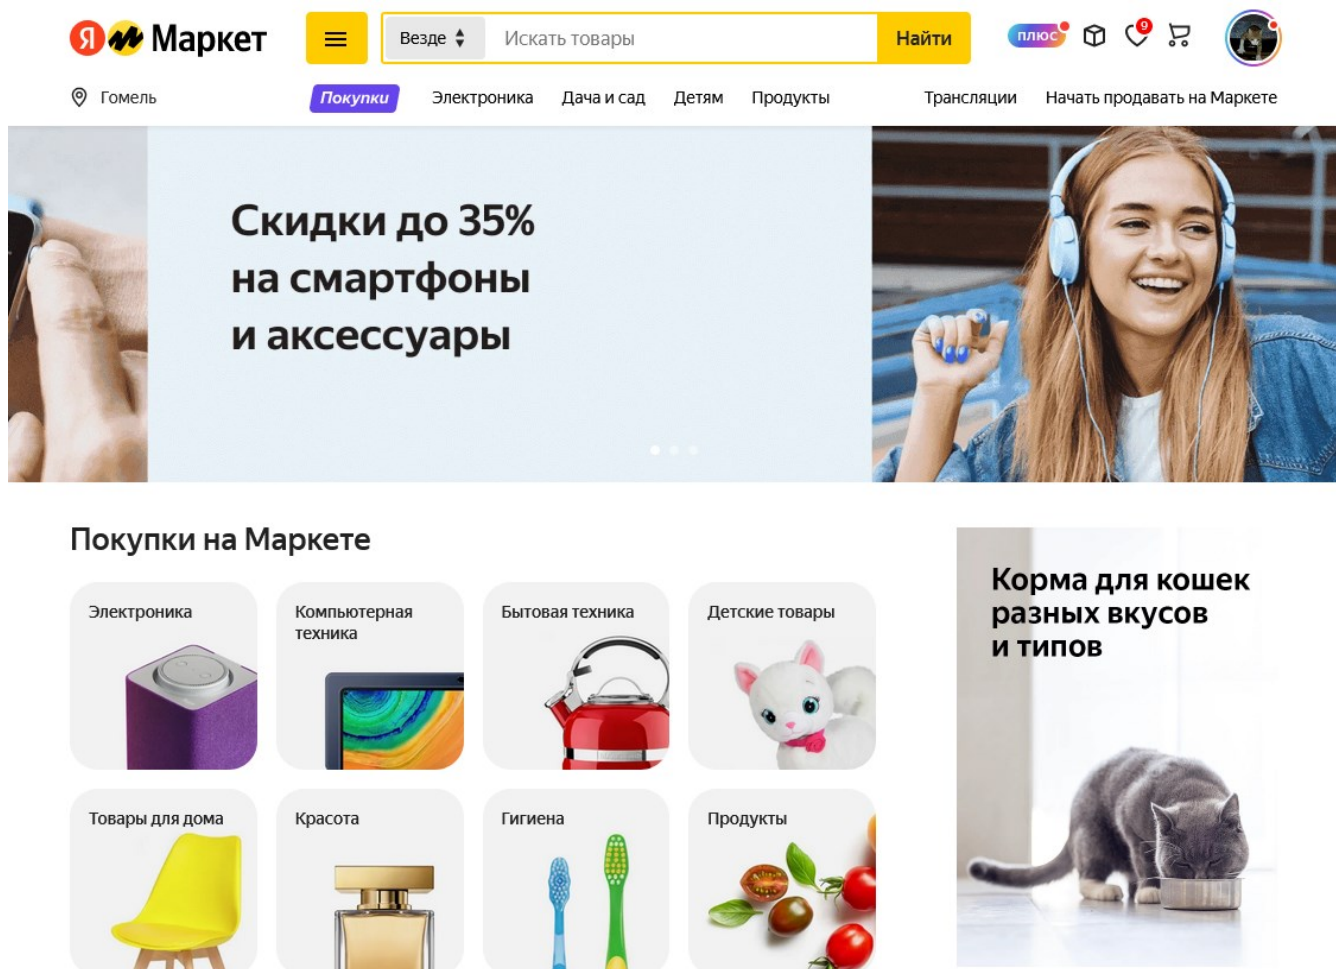 Я Маркет
Везде
Искать товары
Найти
плюс
9
Гомель
Покупки
Электроника
Дача и сад
Детям
Продукты
Трансляции
Начать продавать на Маркете
Скидки до 35%
на смартфоны
и аксессуары
Покупки на Маркете
Электроника
Компьютерная
техника
Бытовая техника
Детские товары
Товары для дома
Красота
Гигиена
Продукты
Корма для кошек
разных вкусов
и типов